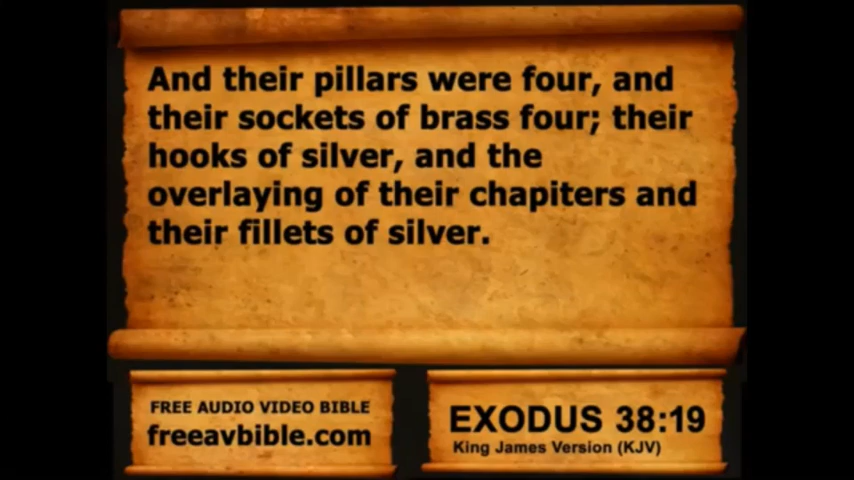 And their pillars were four, and
their sockets of brass four; their
hooks of silver, and the
overlaying of their chapiters and
their fillets of silver.
FREE AUDIO VIDEO BIBLE
freeavbible.com
EXODUS 38:19
King James Version (KJV)